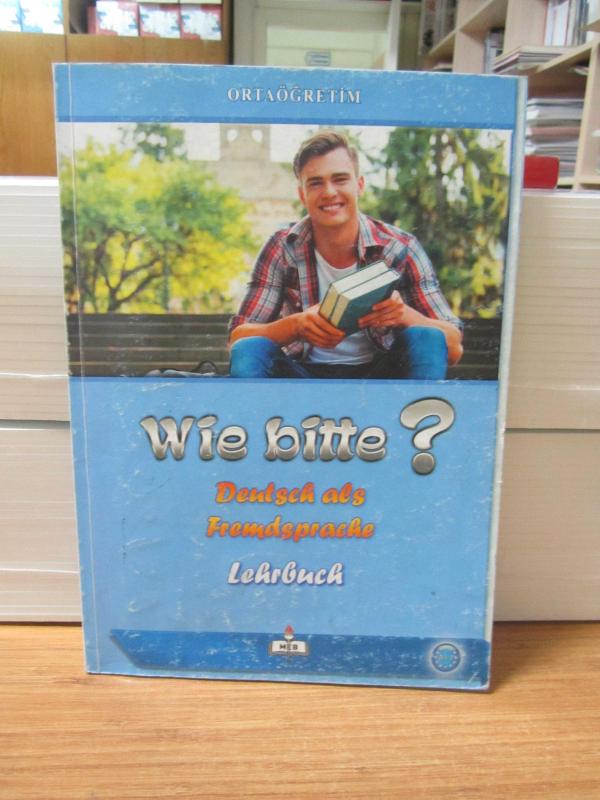 ORTAÖĞRETİM
Wie bitte ?
Deutsch als
Fremdsprache
Lehrbuch
MEB